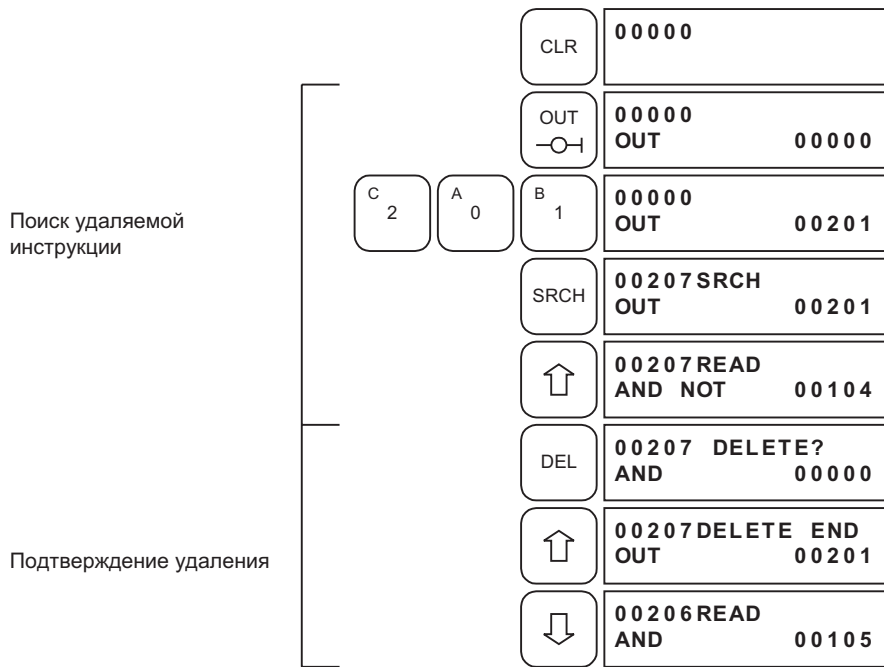 CLR
00000
OUT
00000
OUT 00000
C 2
A 0
B 1
00000
OUT 00201
Поиск удаляемой
инструкции
SRCH
00207SRCH
OUT 00201
00207READ
AND NOT 00104
DEL
00207 DELETE?
AND 00000
Подтверждение удаления
00207DELETE END
OUT 00201
00206READ
AND 00105